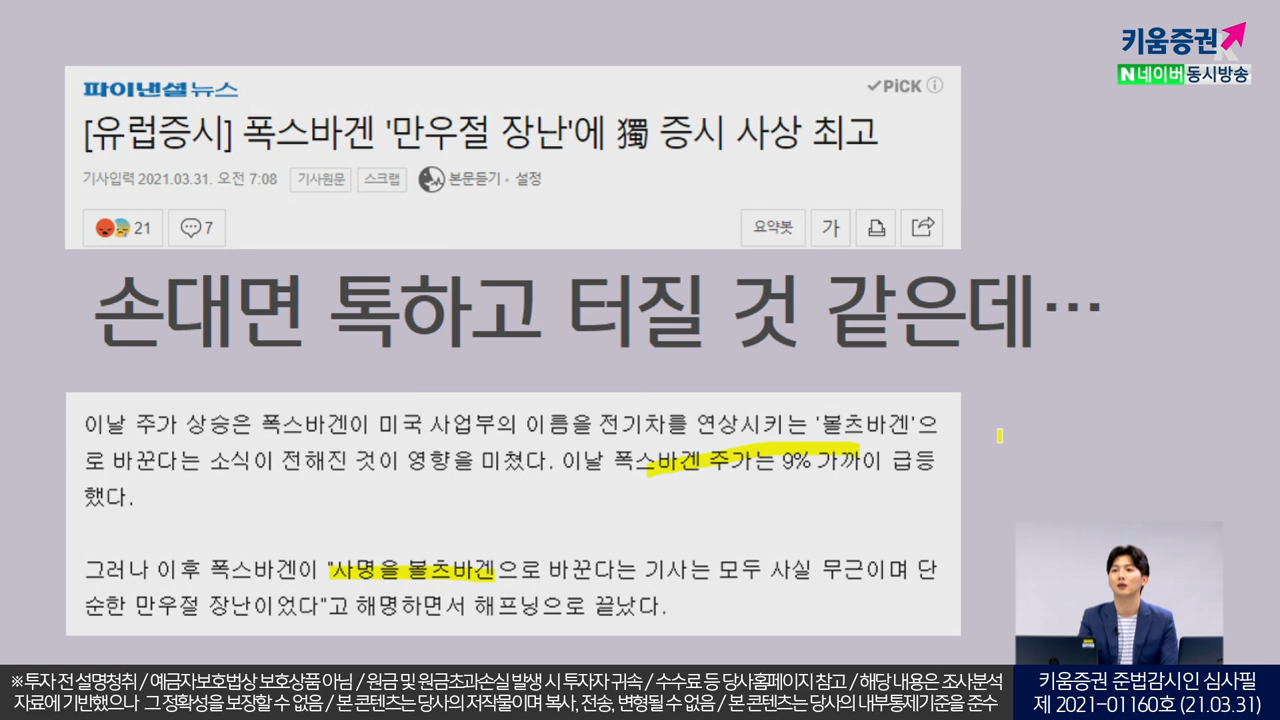 키움증권
N 네이버 동시방송
파이낸셜뉴스
✓PiCK ⓘ
[유럽증시] 폭스바겐 '만우절 장난'에 獨 증시 사상 최고
기사입력 2021.03.31. 오전 7:08 기사원문 스크랩 본문듣기 · 설정
21 7 요약봇 가
손대면 톡하고 터질 것 같은데…
이날 주가 상승은 폭스바겐이 미국 사업부의 이름을 전기차를 연상시키는 '볼츠바겐'으
로 바꾼다는 소식이 전해진 것이 영향을 미쳤다. 이날 폭스바겐 주가는 9% 가까이 급등
했다.
그러나 이후 폭스바겐이 "사명을 볼츠바겐으로 바꾼다는 기사는 모두 사실 무근이며 단
순한 만우절 장난이었다"고 해명하면서 해프닝으로 끝났다.
※투자 전 설명청취 / 예금자보호법상 보호상품 아님 / 원금 및 원금초과손실 발생 시 투자자 귀속 / 수수료 등 당사홈페이지 참고 / 해당 내용은 조사분석
자료에 기반했으나 그 정확성을 보장할 수 없음 / 본 콘텐츠는 당사의 저작물이며 복사, 전송, 변형될 수 없음 / 본 콘텐츠는 당사의 내부통제기준을 준수
키움증권 준법감시인 심사필
제 2021-01160호 (21.03.31)